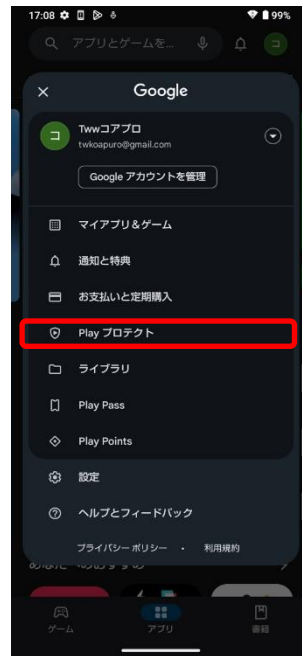 17:08 99%
アプリとゲームを... コ
Google
コ Twwコアプロ
twkoapuro@gmail.com
Google アカウントを管理
マイアプリ＆ゲーム
通知と特典
お支払いと定期購入
Play プロテクト
ライブラリ
Play Pass
Play Points
設定
ヘルプとフィードバック
プライバシー ポリシー ・ 利用規約
ゲーム アプリ 書籍